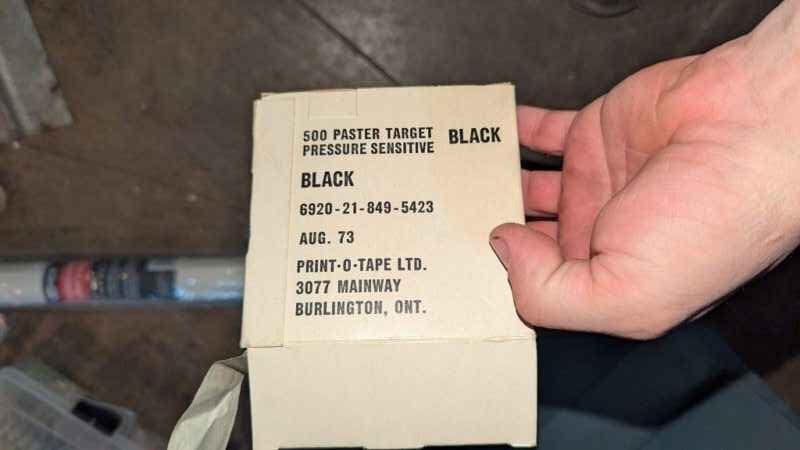 500 PASTER TARGET BLACK
PRESSURE SENSITIVE
BLACK
6920-21-849-5423
AUG. 73
PRINT-O-TAPE LTD.
3077 MAINWAY
BURLINGTON, ONT.